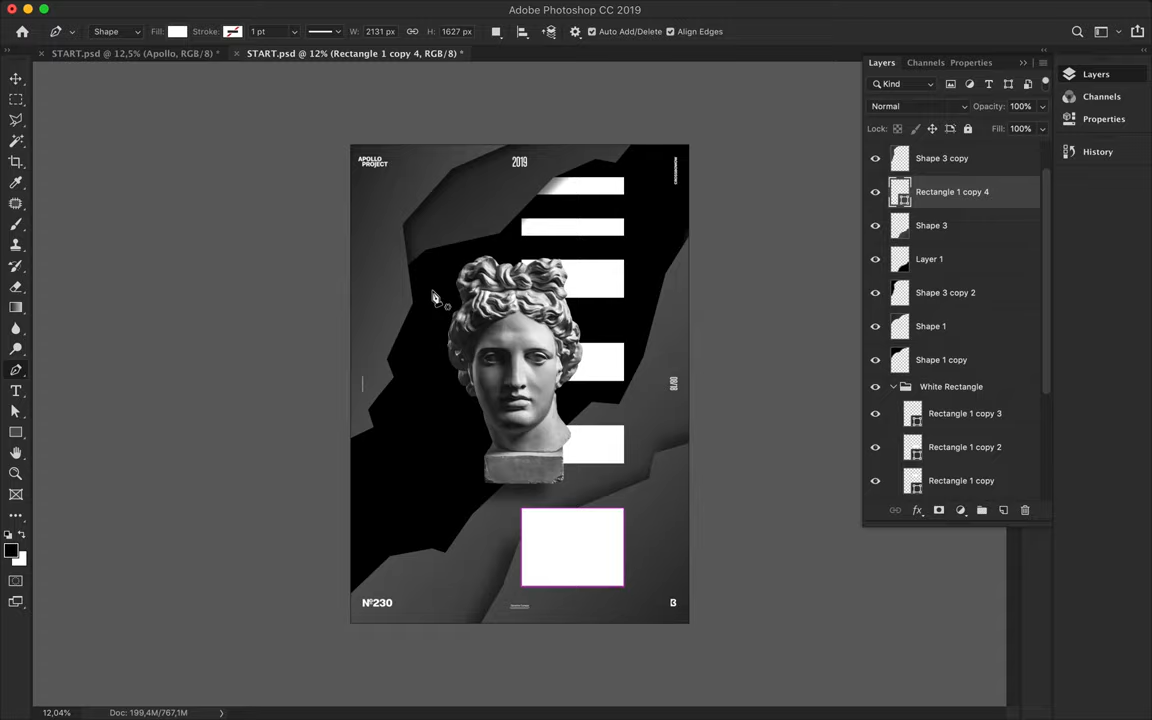 Adobe Photoshop CC 2019
Shape
Fill:
Stroke:
1 pt
W: 2131 px
H: 1627 px
Auto Add/Delete
Align Edges
START.psd @ 12,5% (Apollo, RGB/8) *
START.psd @ 12% (Rectangle 1 copy 4, RGB/8) *
Layers
Channels
Properties
Kind
Normal
Opacity: 100%
Lock:
Fill: 100%
Shape 3 copy
Rectangle 1 copy 4
Shape 3
Layer 1
Shape 3 copy 2
Shape 1
Shape 1 copy
White Rectangle
Rectangle 1 copy 3
Rectangle 1 copy 2
Rectangle 1 copy
fx
Layers
Channels
Properties
History
APOLLO
PROJECT
2019
Nº230
12,04%
Doc: 199,4M/767,1M